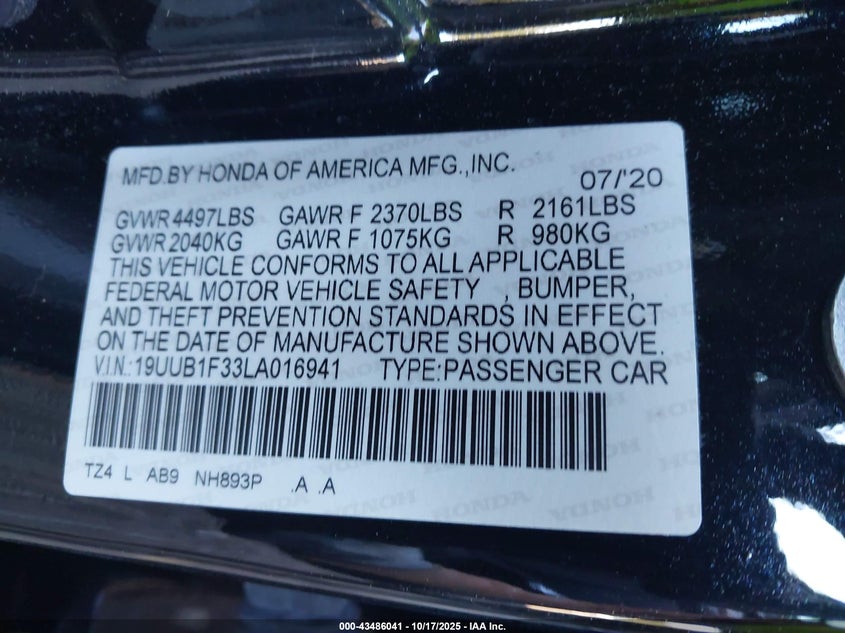 MFD.BY HONDA OF AMERICA MFG.,INC. 07/'20
GVWR 4497LBS GAWR F 2370LBS R 2161LBS
GVWR 2040KG GAWR F 1075KG R 980KG
THIS VEHICLE CONFORMS TO ALL APPLICABLE
FEDERAL MOTOR VEHICLE SAFETY , BUMPER,
AND THEFT PREVENTION STANDARDS IN EFFECT
ON THE DATE OF MANUFACTURE SHOWN ABOVE.
V.I.N.:19UUB1F33LA016941 TYPE:PASSENGER CAR
TZ4 L AB9 NH893P .A .A
HONDA HONDA HONDA
000-43486041 - 10/17/2025 - IAA Inc.